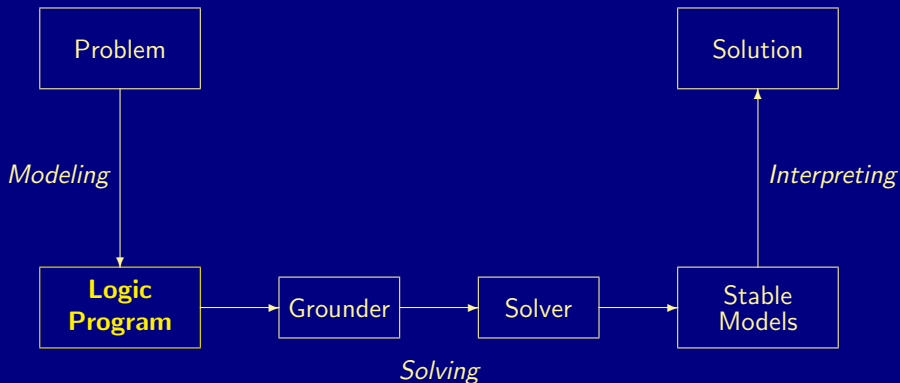 Problem
Solution
Modeling
Interpreting
Logic
Program
Grounder
Solver
Stable
Models
Solving